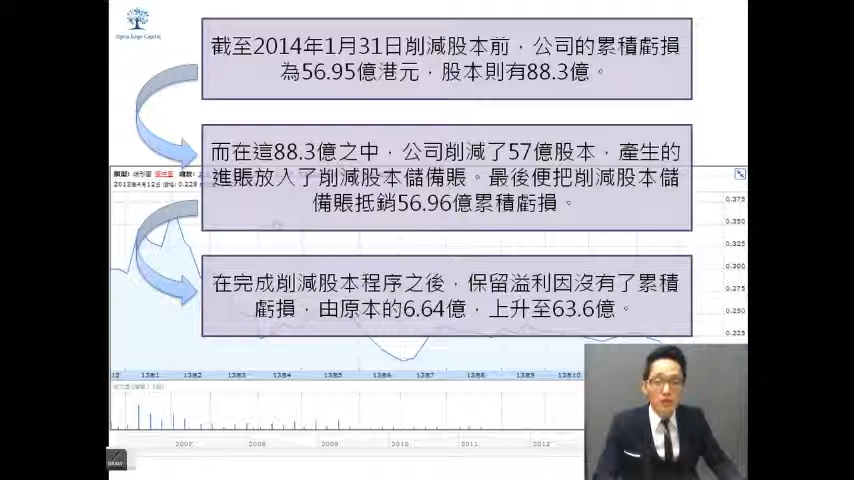 Alpha Edge Capital
截至2014年1月31日削減股本前，公司的累積虧損
為56.95億港元，股本則有88.3億。
而在這88.3億之中，公司削減了57億股本，產生的
進賬放入了削減股本儲備賬。最後便把削減股本儲
備賬抵銷56.96億累積虧損。
在完成削減股本程序之後，保留溢利因沒有了累積
虧損，由原本的6.64億，上升至63.6億。
0.375
0.350
0.325
0.300
0.275
0.250
0.225
2007
2008
2009
2010
2011
2012
DRAW